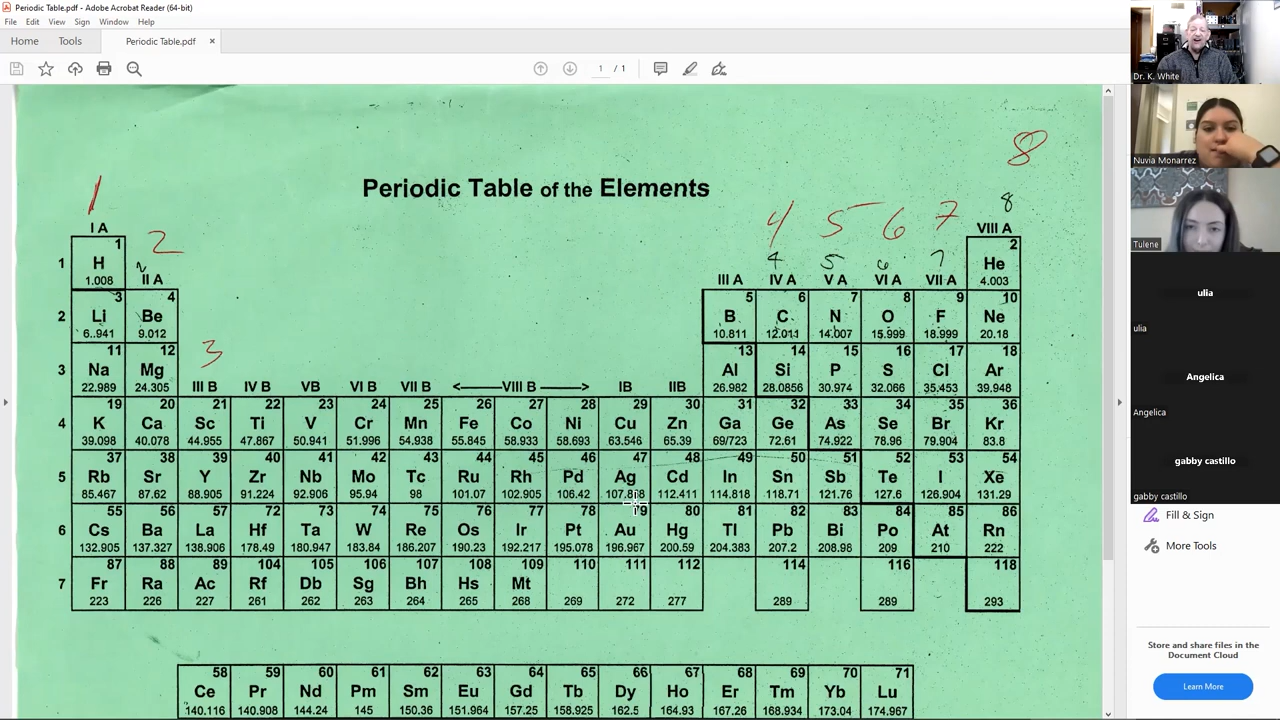 Periodic Table.pdf - Adobe Acrobat Reader (64-bit)
File Edit View Sign Window Help
Home Tools Periodic Table.pdf ×
1 / 1
8
Periodic Table of the Elements
1 4 5 6 7 8
I A 2 4 5 6 7 VIII A
1 H 1.008 2 He 4.003
2 II A III A IV A V A VI A VII A
2 3 Li 6..941 4 Be 9.012 5 B 10.811 6 C 12.011 7 N 14.007 8 O 15.999 9 F 18.999 10 Ne 20.18
3
3 11 Na 22.989 12 Mg 24.305 III B IV B VB VI B VII B VIII B IB IIB 13 Al 26.982 14 Si 28.0856 15 P 30.974 16 S 32.066 17 Cl 35.453 18 Ar 39.948
4 19 K 39.098 20 Ca 40.078 21 Sc 44.955 22 Ti 47.867 23 V 50.941 24 Cr 51.996 25 Mn 54.938 26 Fe 55.845 27 Co 58.933 28 Ni 58.693 29 Cu 63.546 30 Zn 65.39 31 Ga 69/723 32 Ge 72.61 33 As 74.922 34 Se 78.96 35 Br 79.904 36 Kr 83.8
5 37 Rb 85.467 38 Sr 87.62 39 Y 88.905 40 Zr 91.224 41 Nb 92.906 42 Mo 95.94 43 Tc 98 44 Ru 101.07 45 Rh 102.905 46 Pd 106.42 47 Ag 48 Cd 112.411 49 In 114.818 50 Sn 118.71 51 Sb 121.76 52 Te 127.6 53 I 126.904 54 Xe 131.29
6 55 Cs 132.905 56 Ba 137.327 57 La 138.906 72 Hf 178.49 73 Ta 180.947 74 W 183.84 75 Re 186.207 76 Os 190.23 77 Ir 192.217 78 Pt 195.078 79 Au 196.967 80 Hg 200.59 81 Tl 204.383 82 Pb 207.2 83 Bi 208.98 84 Po 209 85 At 210 86 Rn 222
7 87 Fr 223 88 Ra 226 89 Ac 227 104 Rf 261 105 Db 262 106 Sg 263 107 Bh 264 108 Hs 265 109 Mt 268 110 269 111 272 112 277 114 289 116 289 118 293
58 Ce 140.116 59 Pr 140.908 60 Nd 144.24 61 Pm 145 62 Sm 150.36 63 Eu 151.964 64 Gd 157.25 65 Tb 158.925 66 Dy 162.5 67 Ho 164.93 68 Er 167.26 69 Tm 168.934 70 Yb 173.04 71 Lu 174.967
Dr. K. White
Nuvia Monarrez
Tulene
ulia
ulia
Angelica
Angelica
gabby castillo
gabby castillo
Fill & Sign
More Tools
Store and share files in the
Document Cloud
Learn More